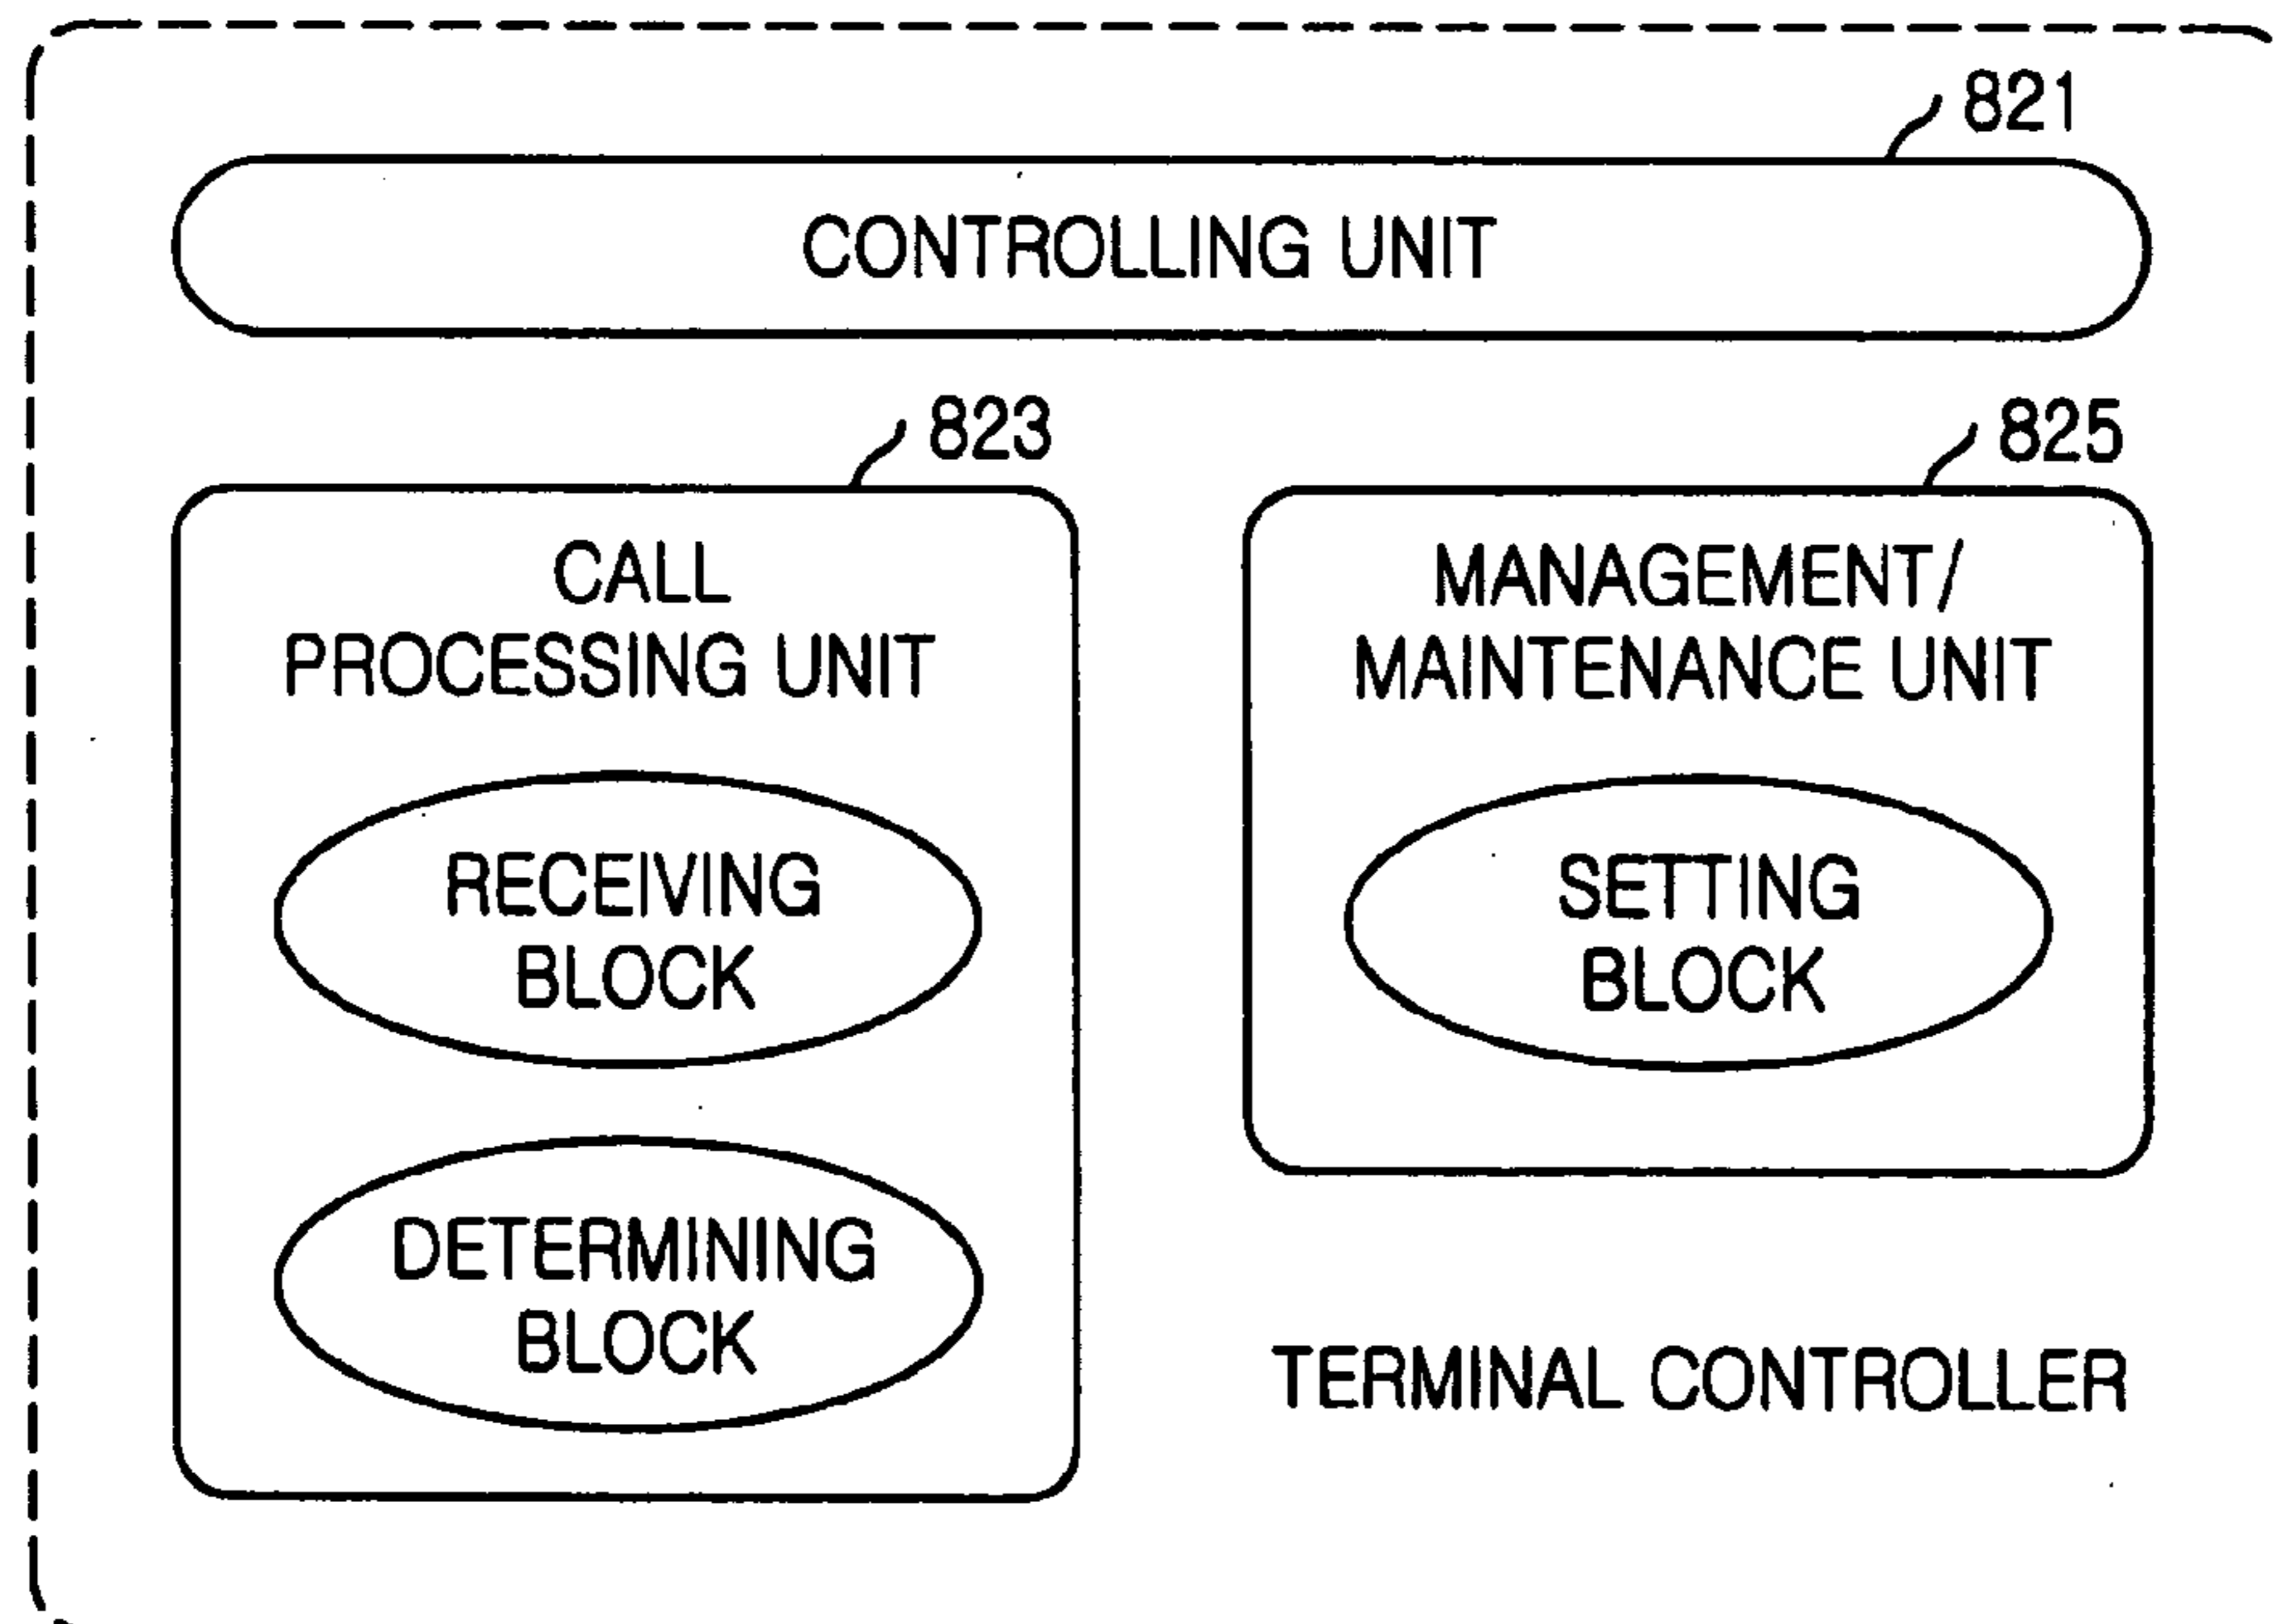 821
CONTROLLING UNIT
823
825
CALL
PROCESSING UNIT
MANAGEMENT/
MAINTENANCE UNIT
RECEIVING
BLOCK
SETTING
BLOCK
DETERMINING
BLOCK
TERMINAL CONTROLLER